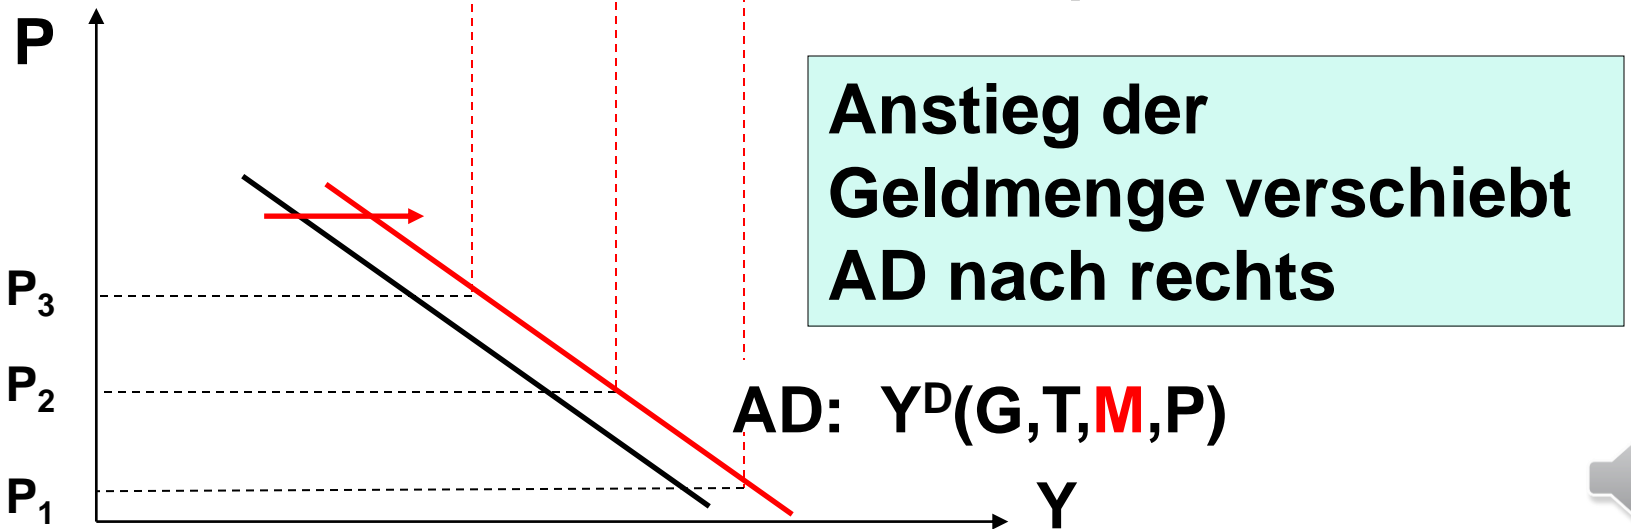 P
Anstieg der
Geldmenge verschiebt
AD nach rechts
P₃
P₂
AD: Yᴰ(G,T,M,P)
P₁
Y